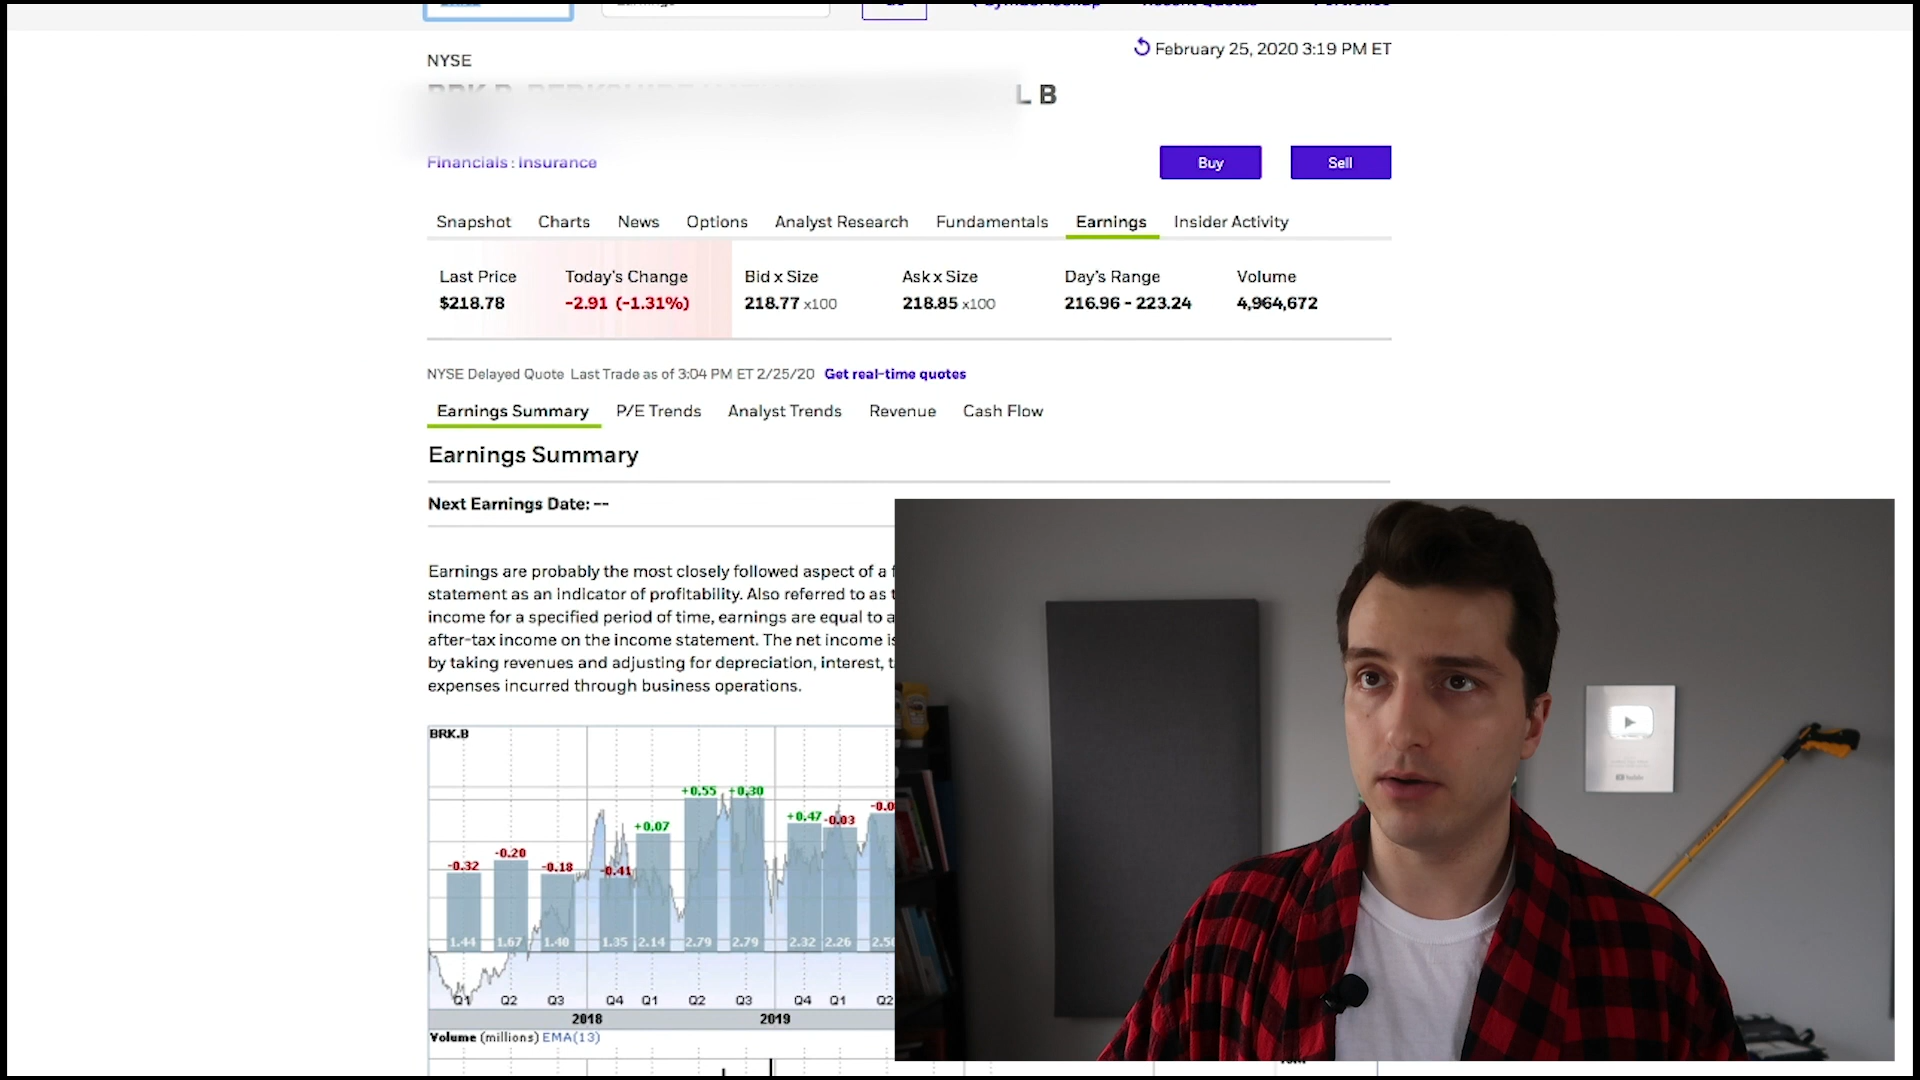 February 25, 2020 3:19 PM ET
NYSE
L B
Financials : Insurance
Buy
Sell
Snapshot Charts News Options Analyst Research Fundamentals Earnings Insider Activity
Last Price Today's Change Bid x Size Ask x Size Day's Range Volume
$218.78 -2.91 (-1.31%) 218.77 x100 218.85 x100 216.96 - 223.24 4,964,672
NYSE Delayed Quote Last Trade as of 3:04 PM ET 2/25/20 Get real-time quotes
Earnings Summary P/E Trends Analyst Trends Revenue Cash Flow
Earnings Summary
Next Earnings Date: --
Earnings are probably the most closely followed aspect of a
statement as an indicator of profitability. Also referred to as
income for a specified period of time, earnings are equal to a
after-tax income on the income statement. The net income is
by taking revenues and adjusting for depreciation, interest,
expenses incurred through business operations.
BRK.B
-0.32 -0.20 -0.18 -0.41 +0.07 +0.55 +0.30 +0.47 -0.03
1.44 1.67 1.40 1.35 2.14 2.79 2.79 2.32 2.26
Q1 Q2 Q3 Q4 Q1 Q2 Q3 Q4 Q1 Q2
2018 2019
Volume (millions) EMA(13)